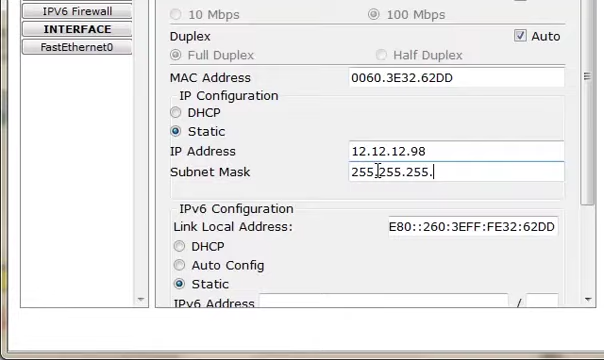 IPV6 Firewall
INTERFACE
FastEthernet0
10 Mbps
100 Mbps
Duplex
Auto
Full Duplex
Half Duplex
MAC Address
0060.3E32.62DD
IP Configuration
DHCP
Static
IP Address
12.12.12.98
Subnet Mask
255.255.255.
IPv6 Configuration
Link Local Address:
E80::260:3EFF:FE32:62DD
DHCP
Auto Config
Static
IPv6 Address
/